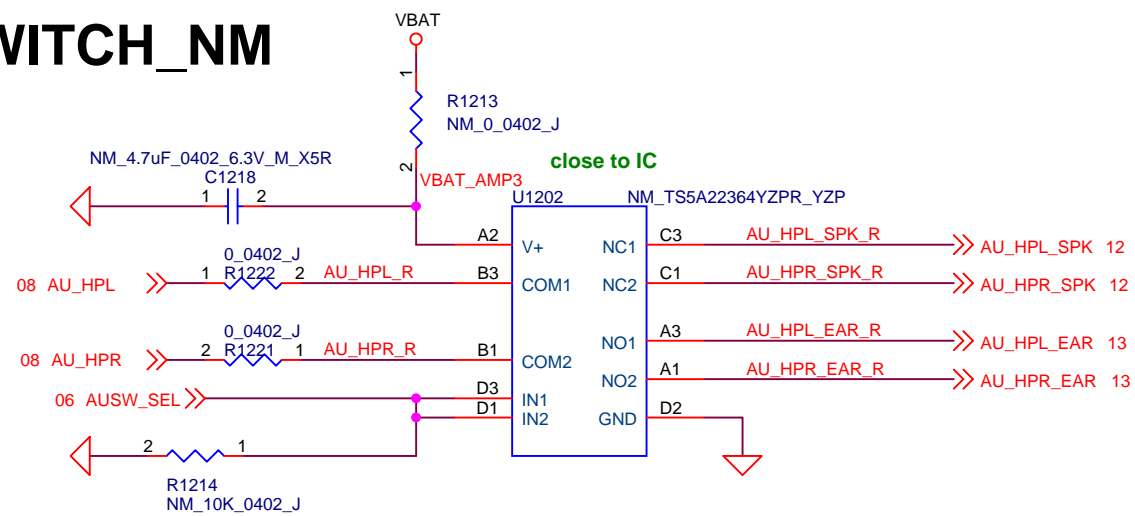 WITCH_NM
VBAT
1
R1213
NM_0_0402_J
2
NM_4.7uF_0402_6.3V_M_X5R
C1218
1 2
VBAT_AMP3
close to IC
U1202 NM_TS5A22364YZPR_YZP
A2 V+ NC1 C3 AU_HPL_SPK_R AU_HPL_SPK 12
0_0402_J
08 AU_HPL 1 R1222 2 AU_HPL_R B3 COM1 NC2 C1 AU_HPR_SPK_R AU_HPR_SPK 12
0_0402_J
NO1 A3 AU_HPL_EAR_R AU_HPL_EAR 13
08 AU_HPR 2 R1221 1 AU_HPR_R B1 COM2
NO2 A1 AU_HPR_EAR_R AU_HPR_EAR 13
06 AUSW_SEL D3 IN1
D1 IN2 GND D2
2 1
R1214
NM_10K_0402_J